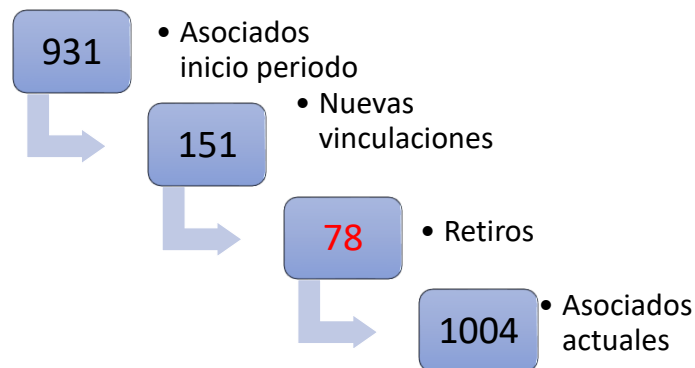 931
• Asociados
inicio periodo
151
• Nuevas
vinculaciones
78
• Retiros
1004
• Asociados
actuales